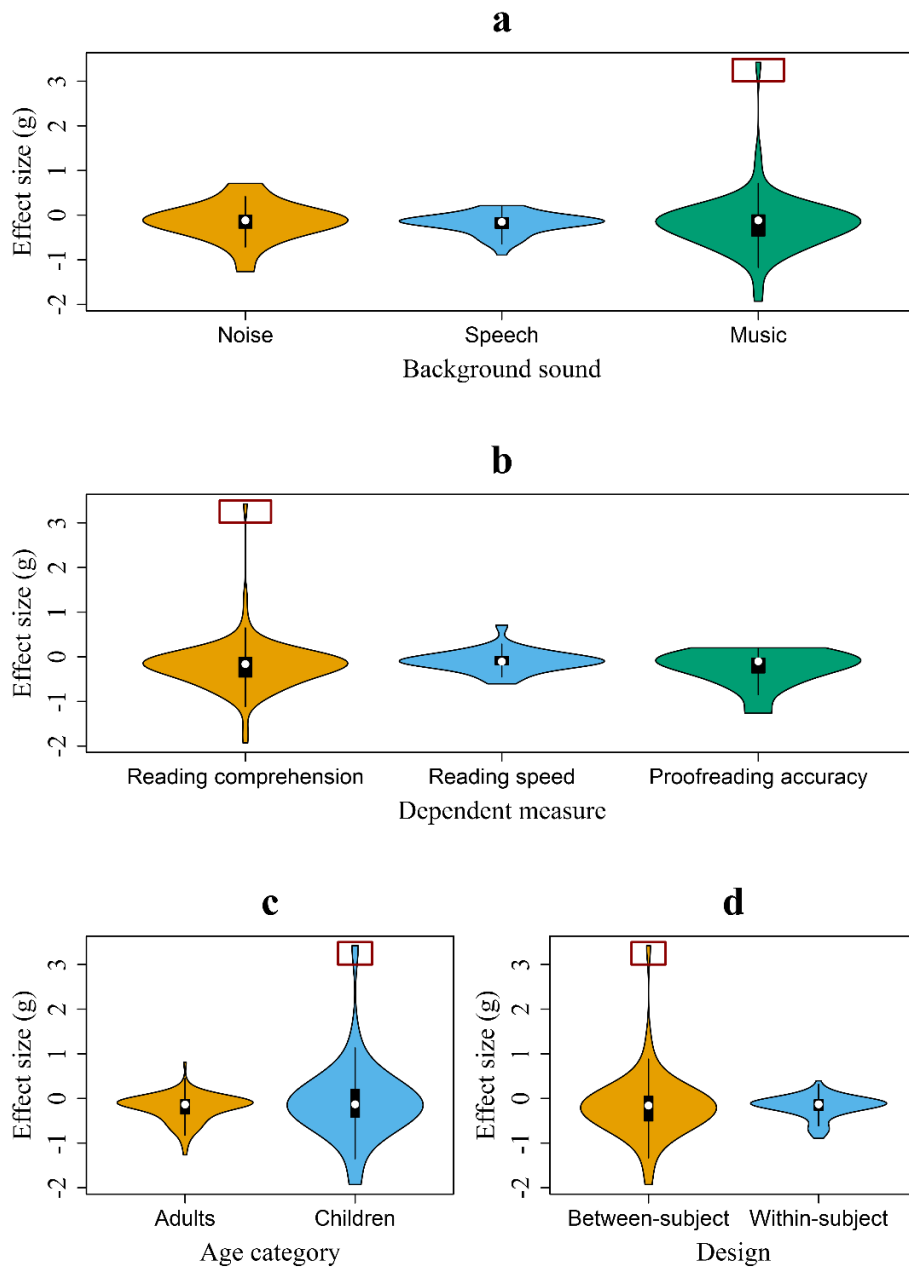 a
Effect size (g)
3
2
1
0
-1
-2
Noise Speech Music
Background sound
b
Effect size (g)
3
2
1
0
-1
-2
Reading comprehension Reading speed Proofreading accuracy
Dependent measure
c
Effect size (g)
3
2
1
0
-1
-2
Adults Children
Age category
d
Effect size (g)
3
2
1
0
-1
-2
Between-subject Within-subject
Design